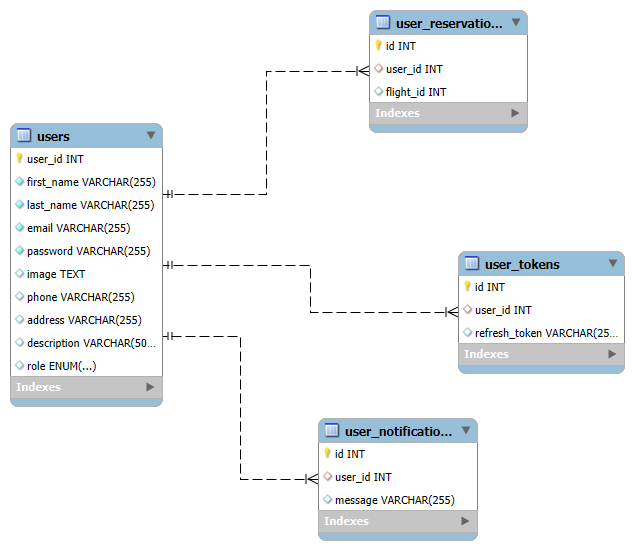 user_reservatio...
id INT
user_id INT
flight_id INT
Indexes
users
user_id INT
first_name VARCHAR(255)
last_name VARCHAR(255)
email VARCHAR(255)
password VARCHAR(255)
image TEXT
phone VARCHAR(255)
address VARCHAR(255)
description VARCHAR(50...
role ENUM(...)
Indexes
user_tokens
id INT
user_id INT
refresh_token VARCHAR(25...
Indexes
user_notificatio...
id INT
user_id INT
message VARCHAR(255)
Indexes